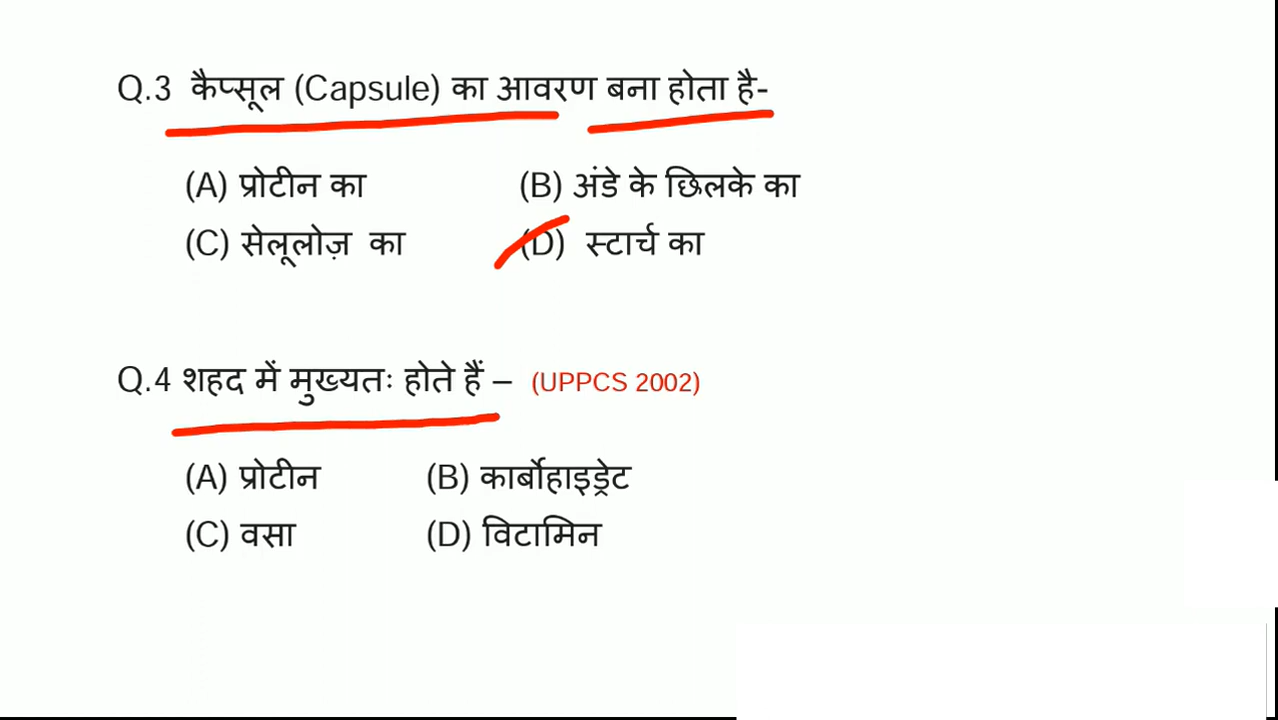 Q.3 कैप्सूल (Capsule) का आवरण बना होता है-
(A) प्रोटीन का (B) अंडे के छिलके का
(C) सेलूलोज़ का (D) स्टार्च का
Q.4 शहद में मुख्यतः होते हैं – (UPPCS 2002)
(A) प्रोटीन (B) कार्बोहाइड्रेट
(C) वसा (D) विटामिन